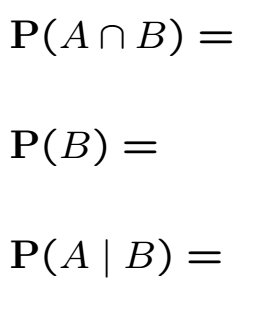 P(A ∩ B) =
P(B) =
P(A | B) =